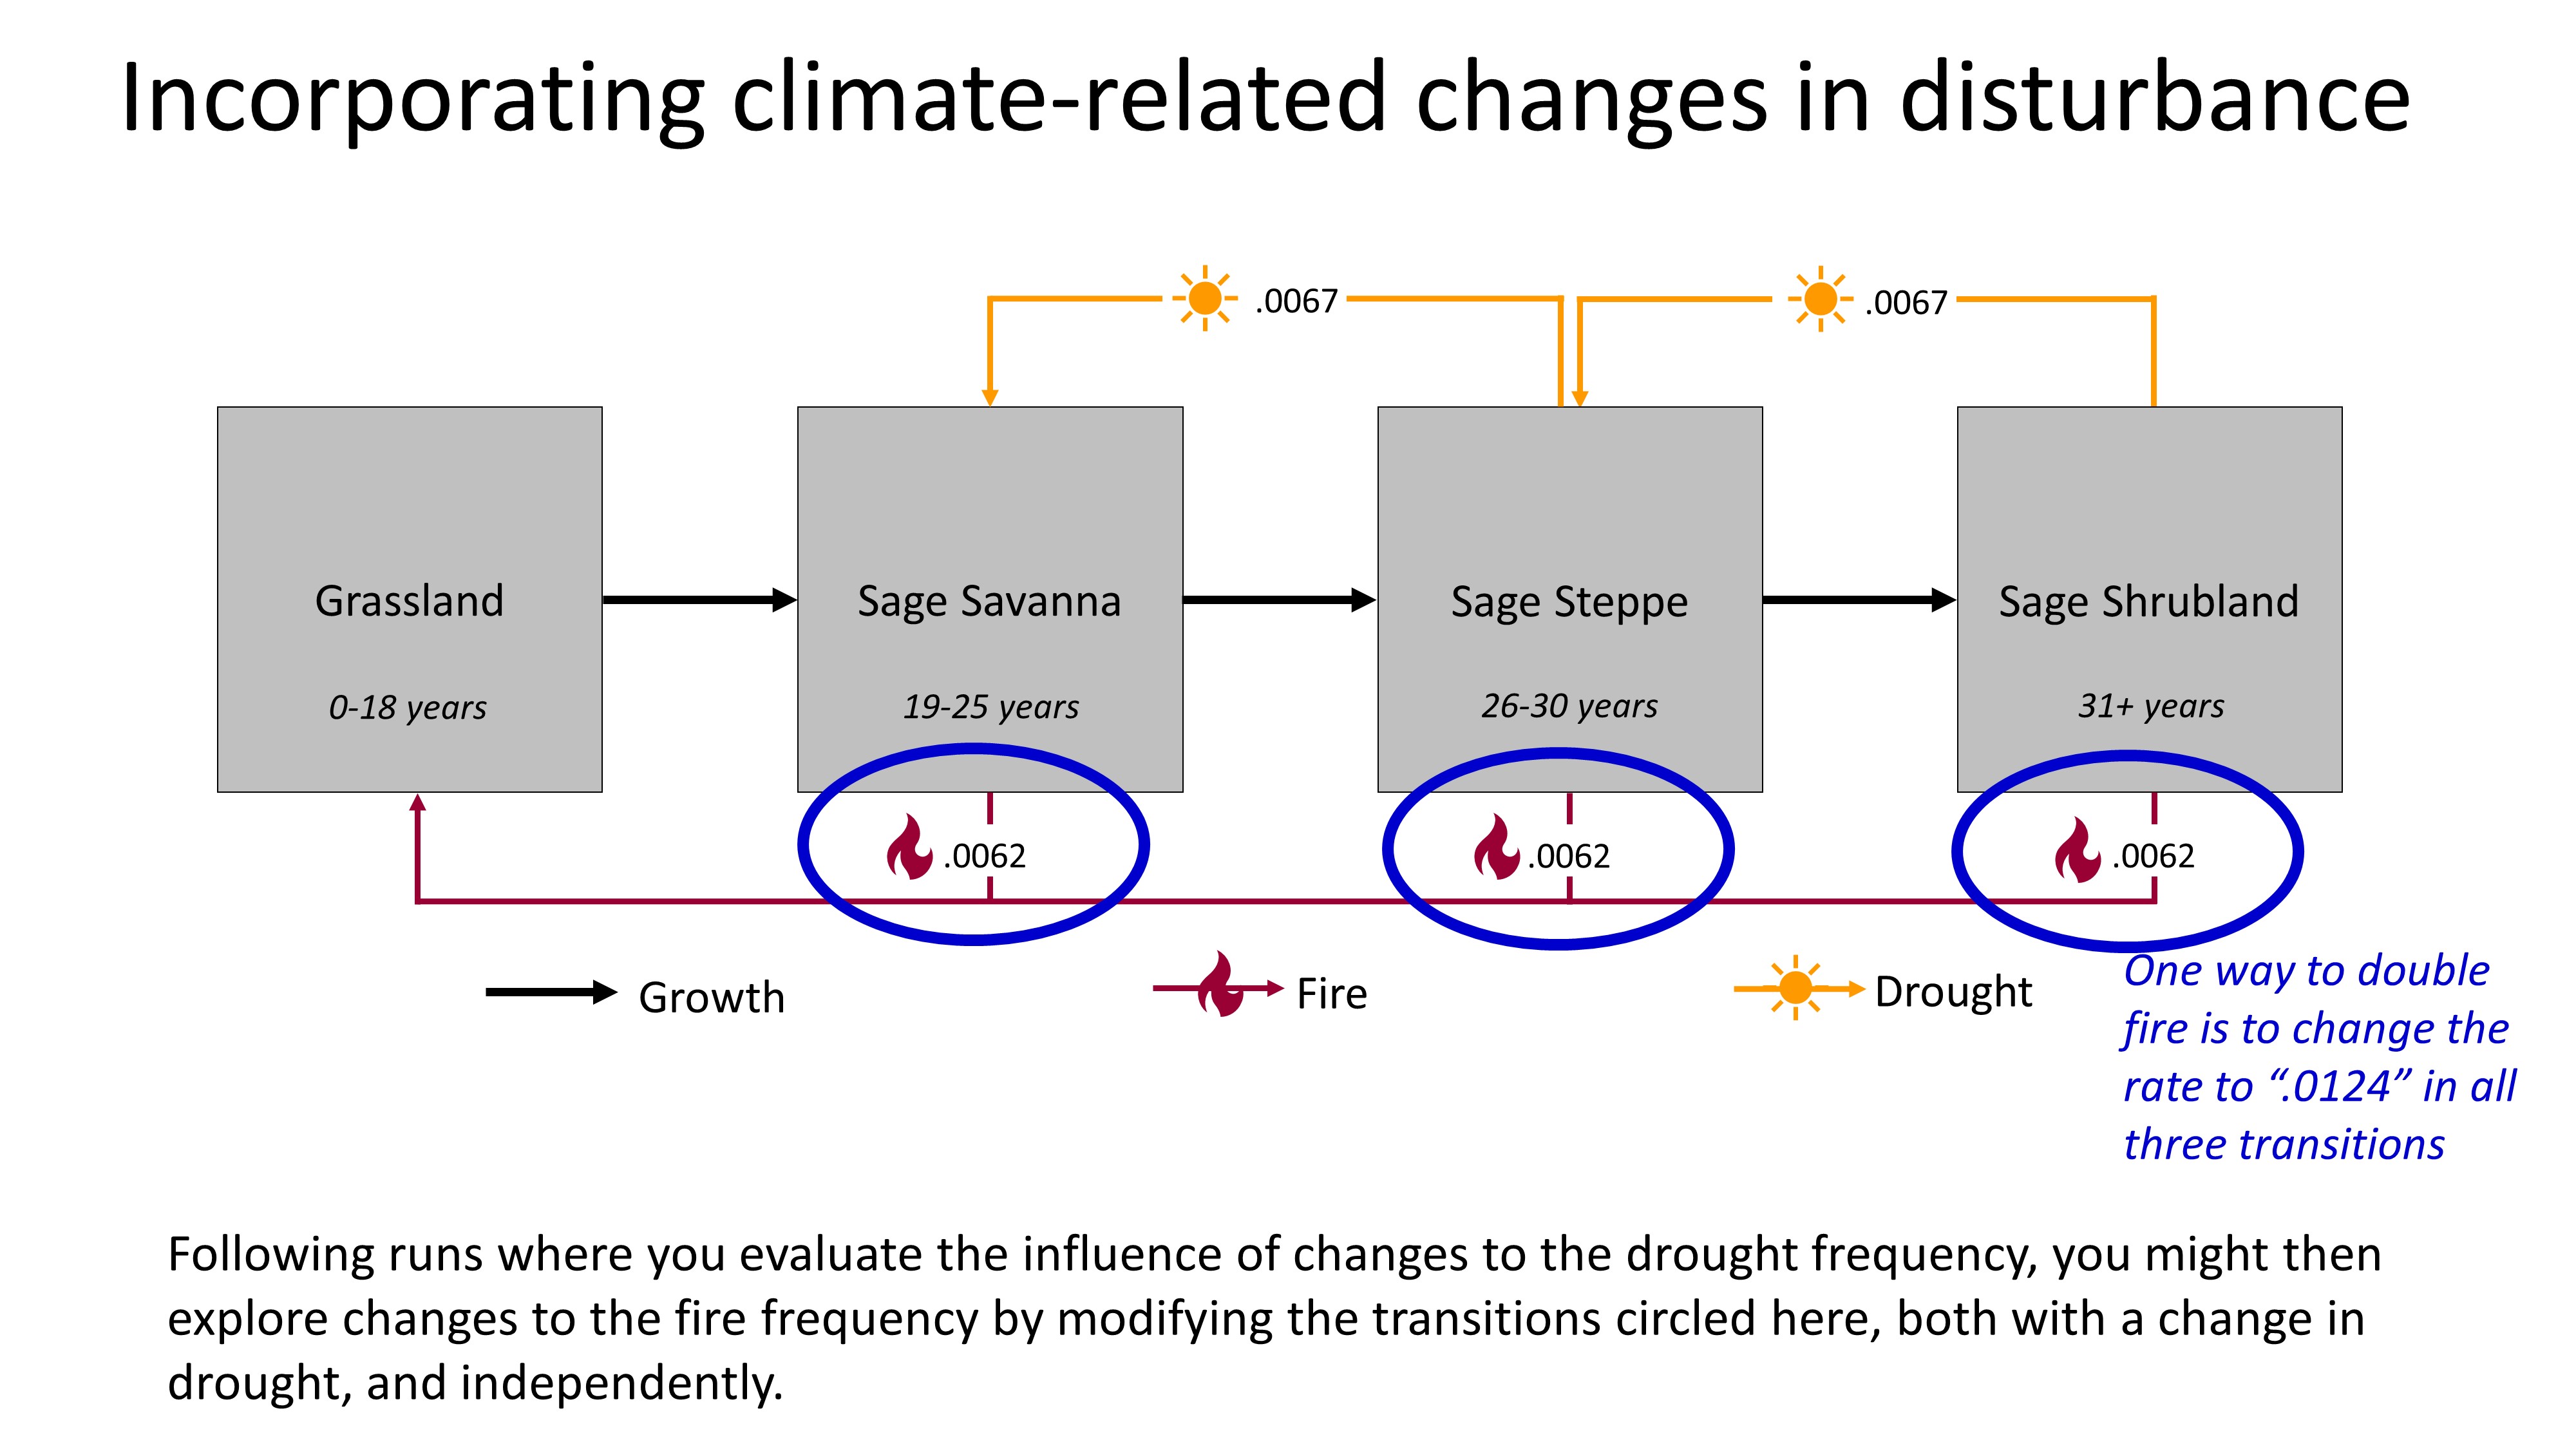 Incorporating climate-related changes in disturbance
.0067
.0067
Grassland
0-18 years
Sage Savanna
19-25 years
Sage Steppe
26-30 years
Sage Shrubland
31+ years
.0062
.0062
.0062
Growth
Fire
Drought
One way to double
fire is to change the
rate to “.0124” in all
three transitions
Following runs where you evaluate the influence of changes to the drought frequency, you might then
explore changes to the fire frequency by modifying the transitions circled here, both with a change in
drought, and independently.